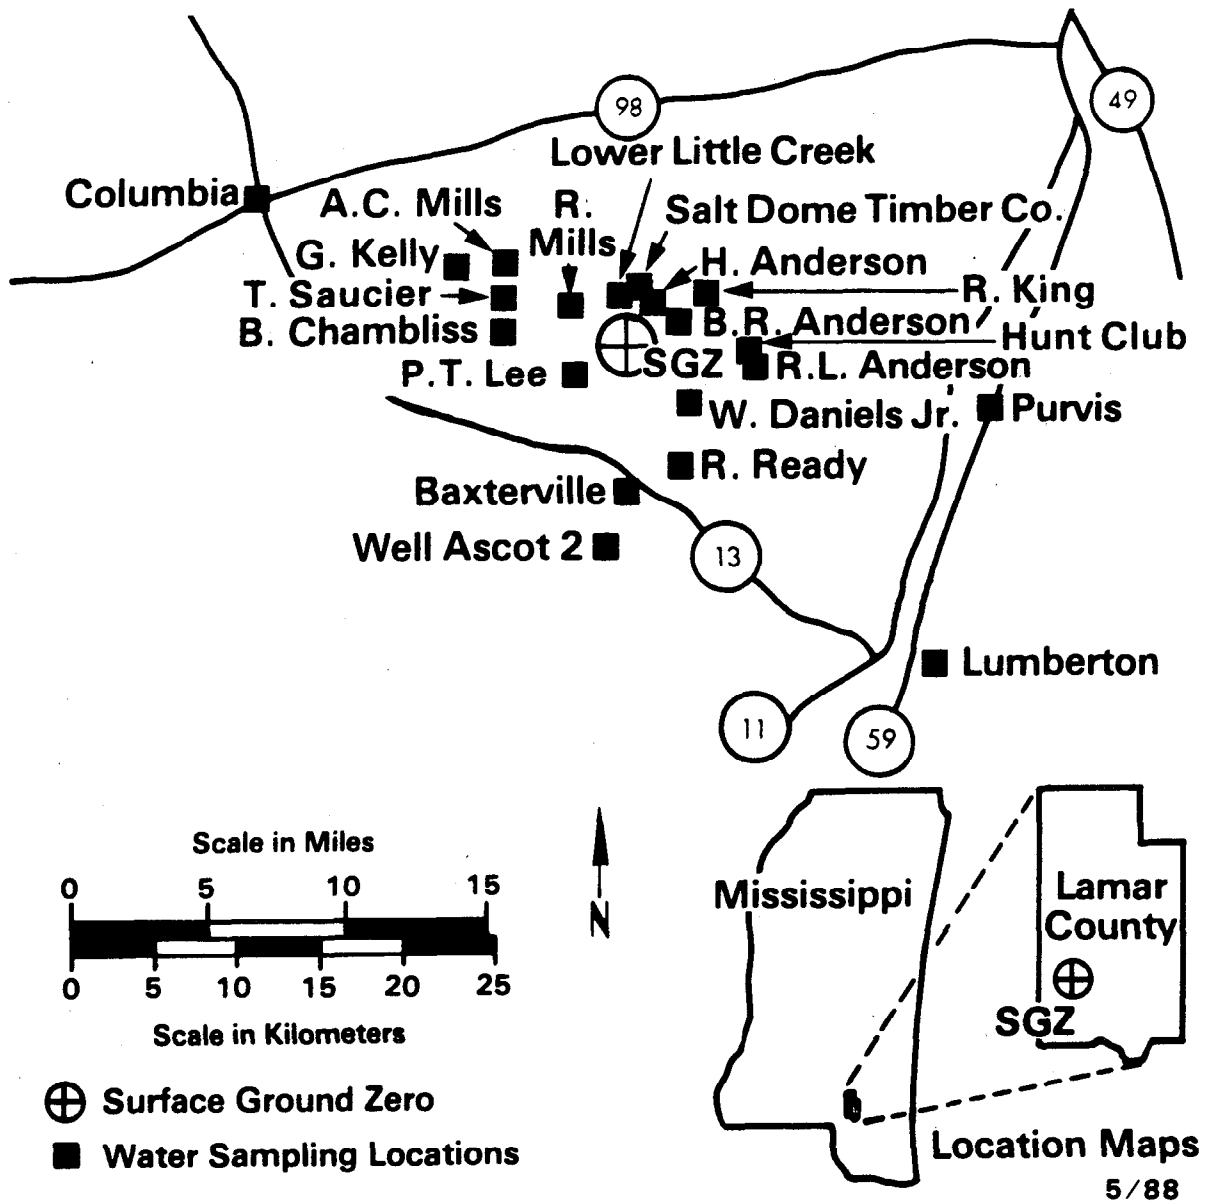 98
49
Lower Little Creek
Columbia
A.C. Mills
R.
Mills
Salt Dome Timber Co.
G. Kelly
H. Anderson
T. Saucier
R. King
B. Chambliss
B.R. Anderson
Hunt Club
SGZ
P.T. Lee
R.L. Anderson
W. Daniels Jr.
Purvis
R. Ready
Baxterville
Well Ascot 2
13
Lumberton
11
59
Scale in Miles
0 5 10 15
0 5 10 15 20 25
Scale in Kilometers
N
Mississippi
Lamar
County
SGZ
Surface Ground Zero
Water Sampling Locations
Location Maps
5/88